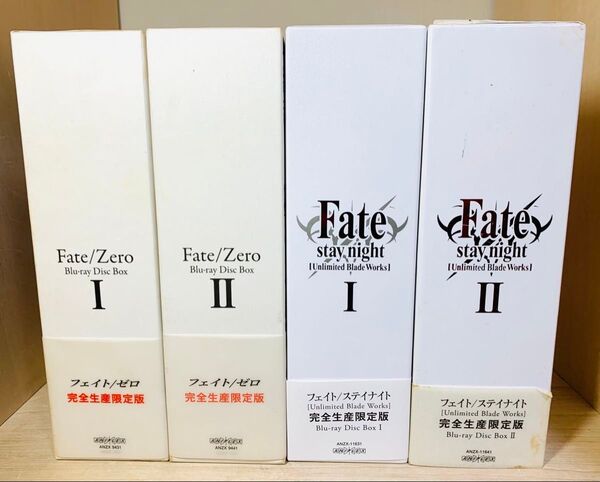 Fate/Zero
Blu-ray Disc Box
I
フェイト/ゼロ
完全生産限定版
ANIPLEX
ANZX 9431
Fate/Zero
Blu-ray Disc Box
II
フェイト/ゼロ
完全生産限定版
ANIPLEX
ANZX 9441
Fate
stay night
[Unlimited Blade Works]
I
フェイト/ステイナイト
[Unlimited Blade Works]
完全生産限定版
Blu-ray Disc Box I
ANIPLEX
ANZX-11631
Fate
stay night
[Unlimited Blade Works]
II
フェイト/ステイナイト
[Unlimited Blade Works]
完全生産限定版
Blu-ray Disc Box II
ANIPLEX
ANZX-11641